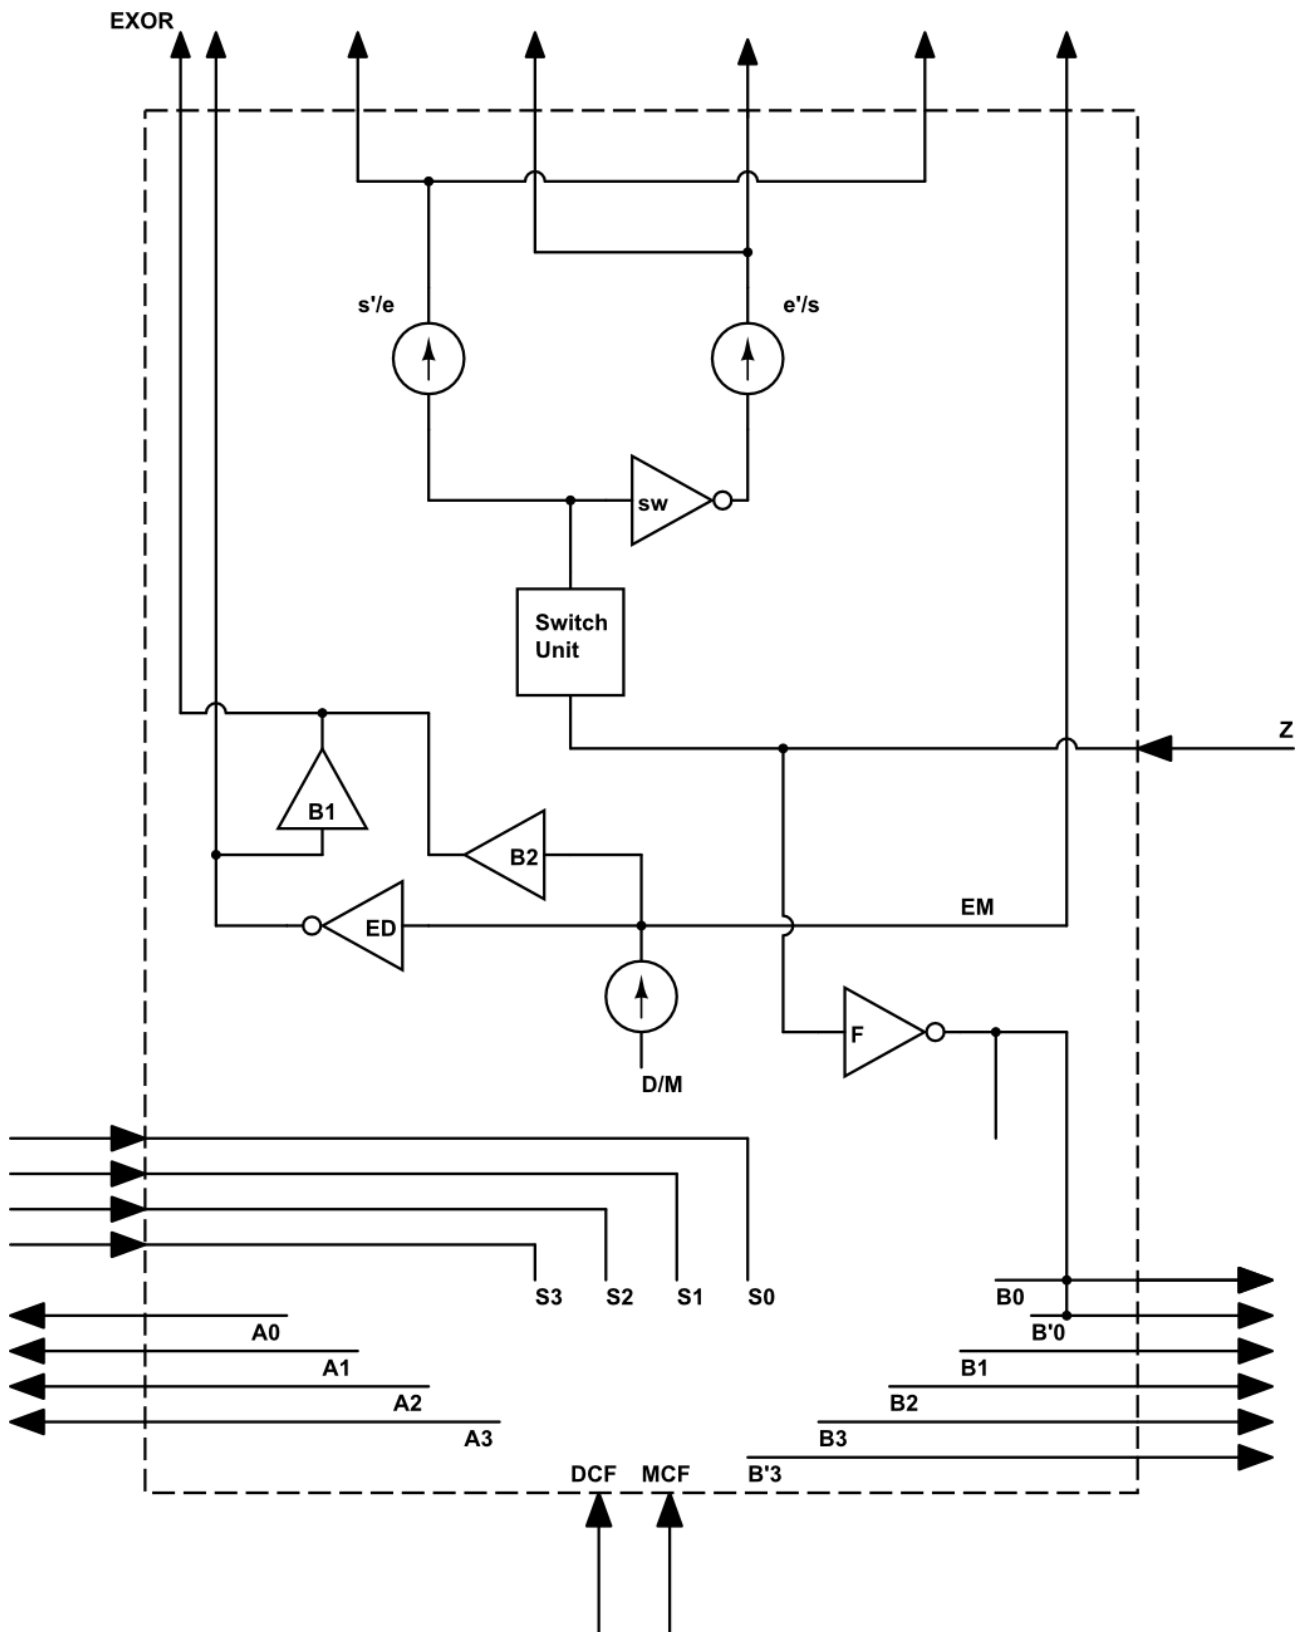 EXOR
s'/e
e'/s
sw
Switch
Unit
Z
B1
B2
EM
ED
F
D/M
S3
S2
S1
S0
B0
A0
B'0
A1
B1
A2
B2
A3
B3
DCF
MCF
B'3